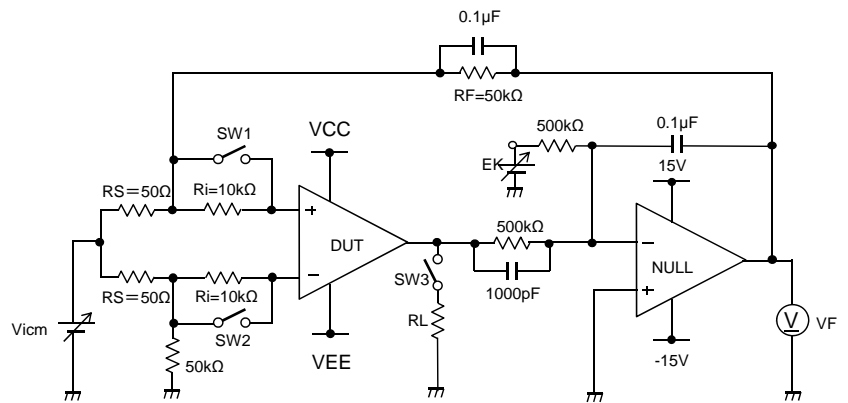 0.1μF
RF=50kΩ
SW1
VCC
500kΩ
0.1μF
EK
15V
RS=50Ω
Ri=10kΩ
+
DUT
−
500kΩ
−
NULL
+
RS=50Ω
Ri=10kΩ
SW3
1000pF
Vicm
SW2
RL
V
VF
50kΩ
VEE
-15V